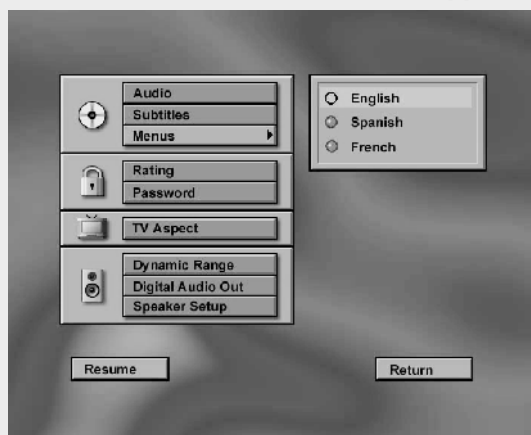 Audio
Subtitles
Menus
Rating
Password
TV Aspect
Dynamic Range
Digital Audio Out
Speaker Setup
English
Spanish
French
Resume
Return